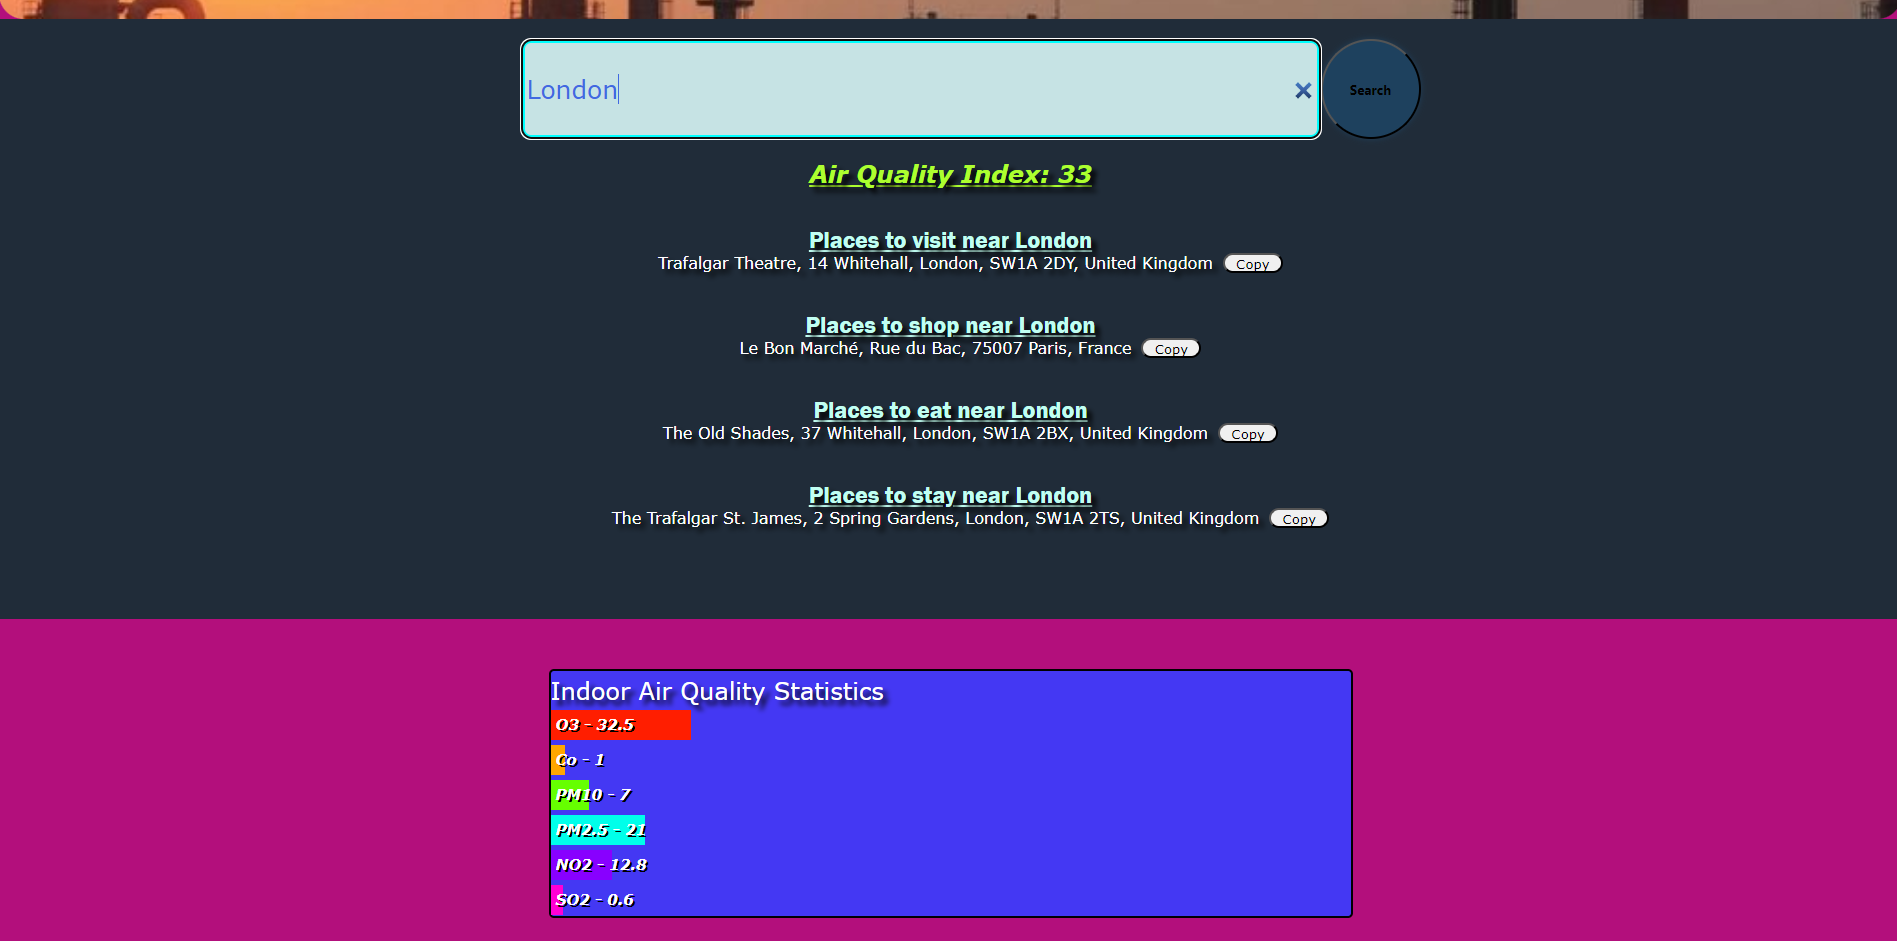 London
Search
Air Quality Index: 33
Places to visit near London
Trafalgar Theatre, 14 Whitehall, London, SW1A 2DY, United Kingdom Copy
Places to shop near London
Le Bon Marché, Rue du Bac, 75007 Paris, France Copy
Places to eat near London
The Old Shades, 37 Whitehall, London, SW1A 2BX, United Kingdom Copy
Places to stay near London
The Trafalgar St. James, 2 Spring Gardens, London, SW1A 2TS, United Kingdom Copy
Indoor Air Quality Statistics
O3 - 32.5
Co - 1
PM10 - 7
PM2.5 - 21
NO2 - 12.8
SO2 - 0.6